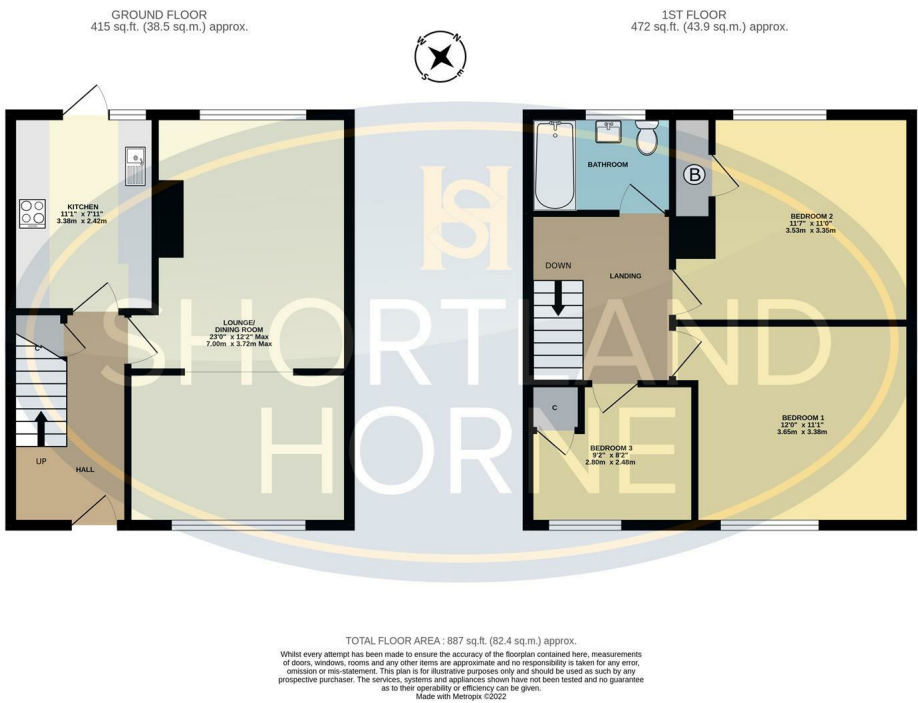 GROUND FLOOR
415 sq.ft. (38.5 sq.m.) approx.
1ST FLOOR
472 sq.ft. (43.9 sq.m.) approx.
N
W
E
S
KITCHEN
11'1" x 7'11"
3.38m x 2.42m
LOUNGE/
DINING ROOM
23'0" x 12'2" Max
7.00m x 3.72m Max
C
UP
HALL
BATHROOM
B
BEDROOM 2
11'7" x 11'0"
3.53m x 3.35m
DOWN
LANDING
BEDROOM 1
12'0" x 11'1"
3.65m x 3.38m
C
BEDROOM 3
9'2" x 8'2"
2.80m x 2.48m
SHORTLAND
HORNE
TOTAL FLOOR AREA : 887 sq.ft. (82.4 sq.m.) approx.
Whilst every attempt has been made to ensure the accuracy of the floorplan contained here, measurements
of doors, windows, rooms and any other items are approximate and no responsibility is taken for any error,
omission or mis-statement. This plan is for illustrative purposes only and should be used as such by any
prospective purchaser. The services, systems and appliances shown have not been tested and no guarantee
as to their operability or efficiency can be given.
Made with Metropix ©2022